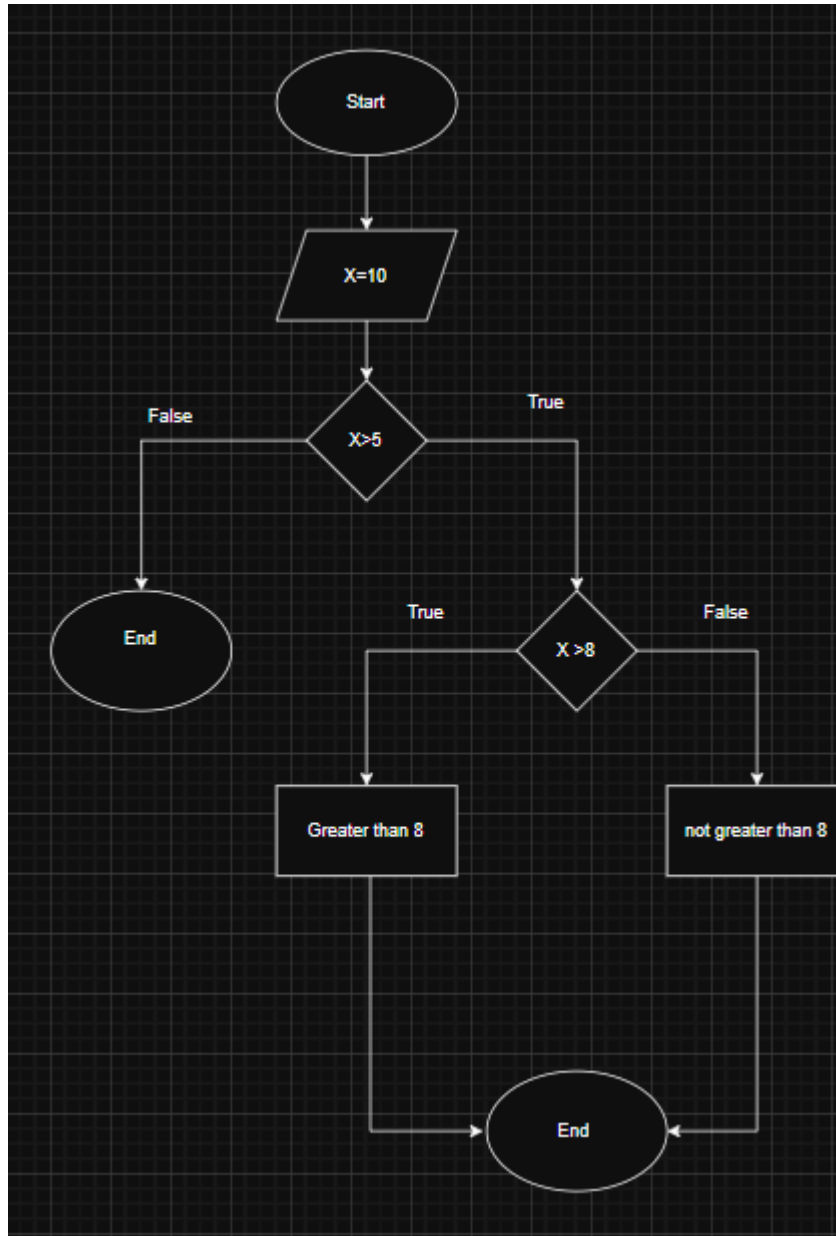 Start
X=10
False
True
X>5
End
True
False
X >8
Greater than 8
not greater than 8
End